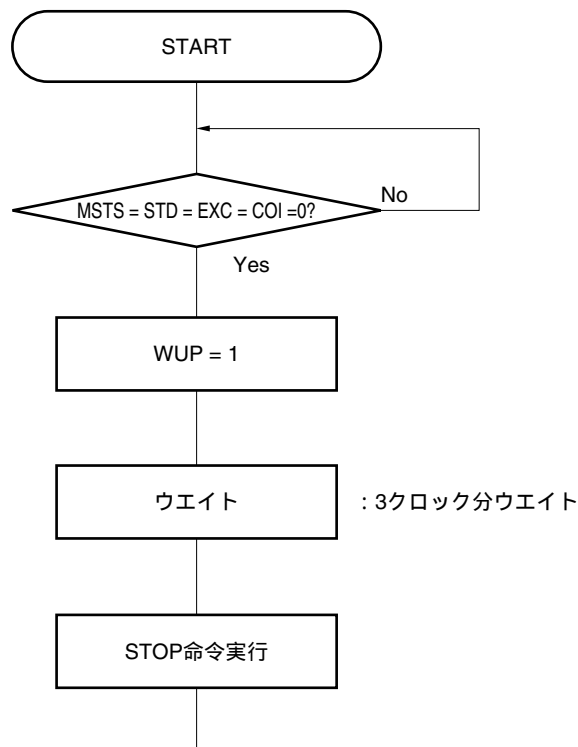 START
MSTS = STD = EXC = COI =0?
No
Yes
WUP = 1
ウエイト
：3クロック分ウエイト
STOP命令実行